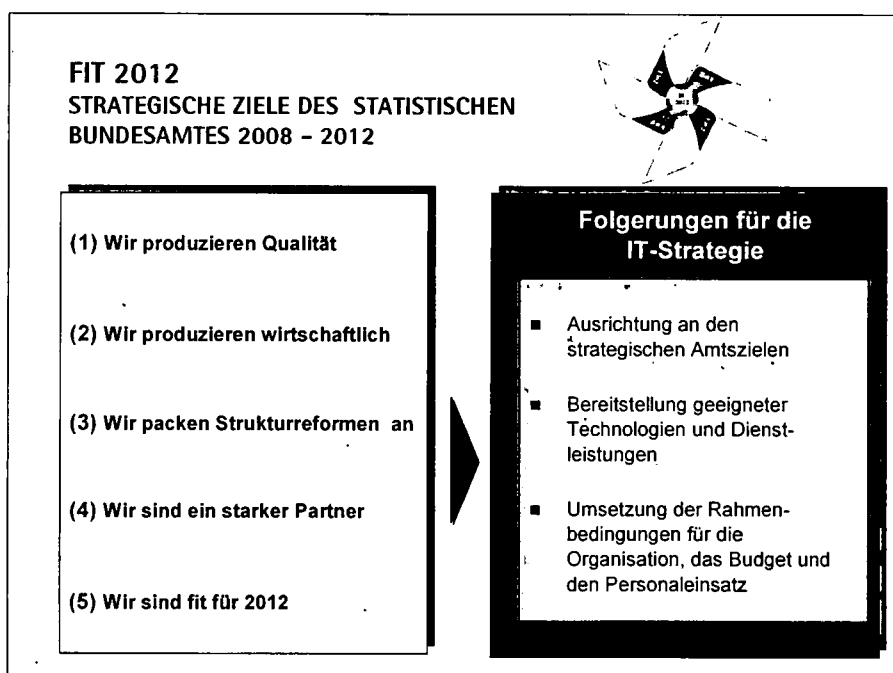 FIT 2012
STRATEGISCHE ZIELE DES STATISTISCHEN
BUNDESAMTES 2008 – 2012
(1) Wir produzieren Qualität
(2) Wir produzieren wirtschaftlich
(3) Wir packen Strukturreformen an
(4) Wir sind ein starker Partner
(5) Wir sind fit für 2012
Folgerungen für die
IT-Strategie
■ Ausrichtung an den
strategischen Amtszielen
■ Bereitstellung geeigneter
Technologien und Dienst-
leistungen
■ Umsetzung der Rahmen-
bedingungen für die
Organisation, das Budget und
den Personaleinsatz